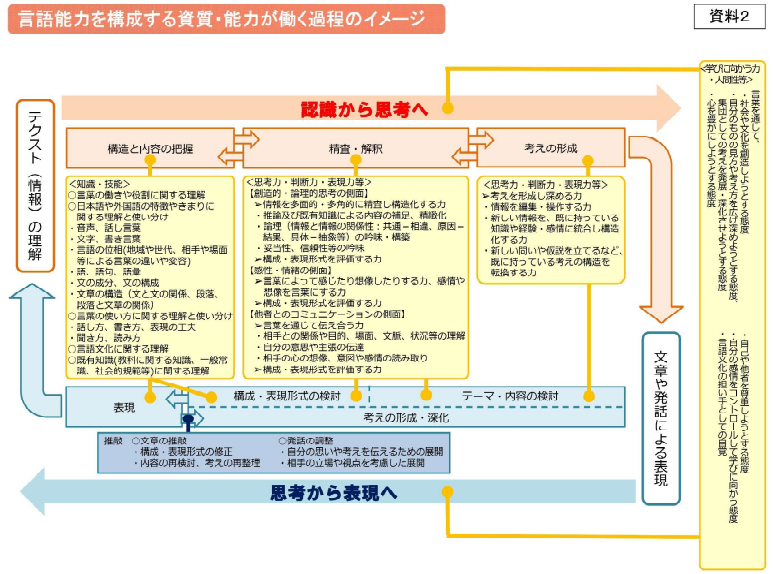 言語能力を構成する資質・能力が働く過程のイメージ
資料２
認識から思考へ
テクスト（情報）の理解
構造と内容の把握
精査・解釈
考えの形成
＜知識・技能＞
○言葉の働きや役割に関する理解
○日本語や外国語の特徴やきまりに
関する理解と使い分け
・音声、話し言葉
・文字、書き言葉
・言語の位相(地域や世代、相手や場面
等による言葉の違いや変容)
・語、語句、語彙
・文の成分、文の構成
・文章の構造（文と文の関係、段落、
段落と文章の関係）
○言葉の使い方に関する理解と使い分け
・話し方、書き方、表現の工夫
・聞き方、読み方
○言語文化に関する理解
○既有知識(教科に関する知識、一般常
識、社会的規範等)に関する理解
＜思考力・判断力・表現力等＞
【創造的・論理的思考の側面】
➢情報を多面的・多角的に精査し構造化する力
・推論及び既有知識による内容の補足、精緻化
・論理（情報と情報の関係性：共通－相違、原因－
結果、具体－抽象等）の吟味・構築
・妥当性、信頼性等の吟味
➢構成・表現形式を評価する力
【感性・情緒の側面】
➢言葉によって感じたり想像したりする力、感情や
想像を言葉にする力
➢構成・表現形式を評価する力
【他者とのコミュニケーションの側面】
➢言葉を通じて伝え合う力
・相手との関係や目的、場面、文脈、状況等の理解
・自分の意思や主張の伝達
・相手の心の想像、意図や感情の読み取り
➢構成・表現形式を評価する力
＜思考力・判断力・表現力等＞
➢考えを形成し深める力
・情報を編集・操作する力
・新しい情報を、既に持っている
知識や経験・感情に統合し構造
化する力
・新しい問いや仮説を立てるなど、
既に持っている考えの構造を
転換する力
＜学びに向かう力
・人間性等＞
言葉を通じて、
・社会や文化を創造しようとする態度
・自分のものの見方や考え方を広げ深めようとする態度、
集団としての考えを発展・深化させようとする態度
・心を豊かにしようとする態度
・自己や他者を尊重しようとする態度
・自分の感情をコントロールして学びに向かう態度
・言語文化の担い手としての自覚
文章や発話による表現
表現
構成・表現形式の検討
テーマ・内容の検討
考えの形成・深化
推敲
○文章の推敲
・構成・表現形式の修正
・内容の再検討、考えの再整理
○発話の調整
・自分の思いや考えを伝えるための展開
・相手の立場や視点を考慮した展開
思考から表現へ